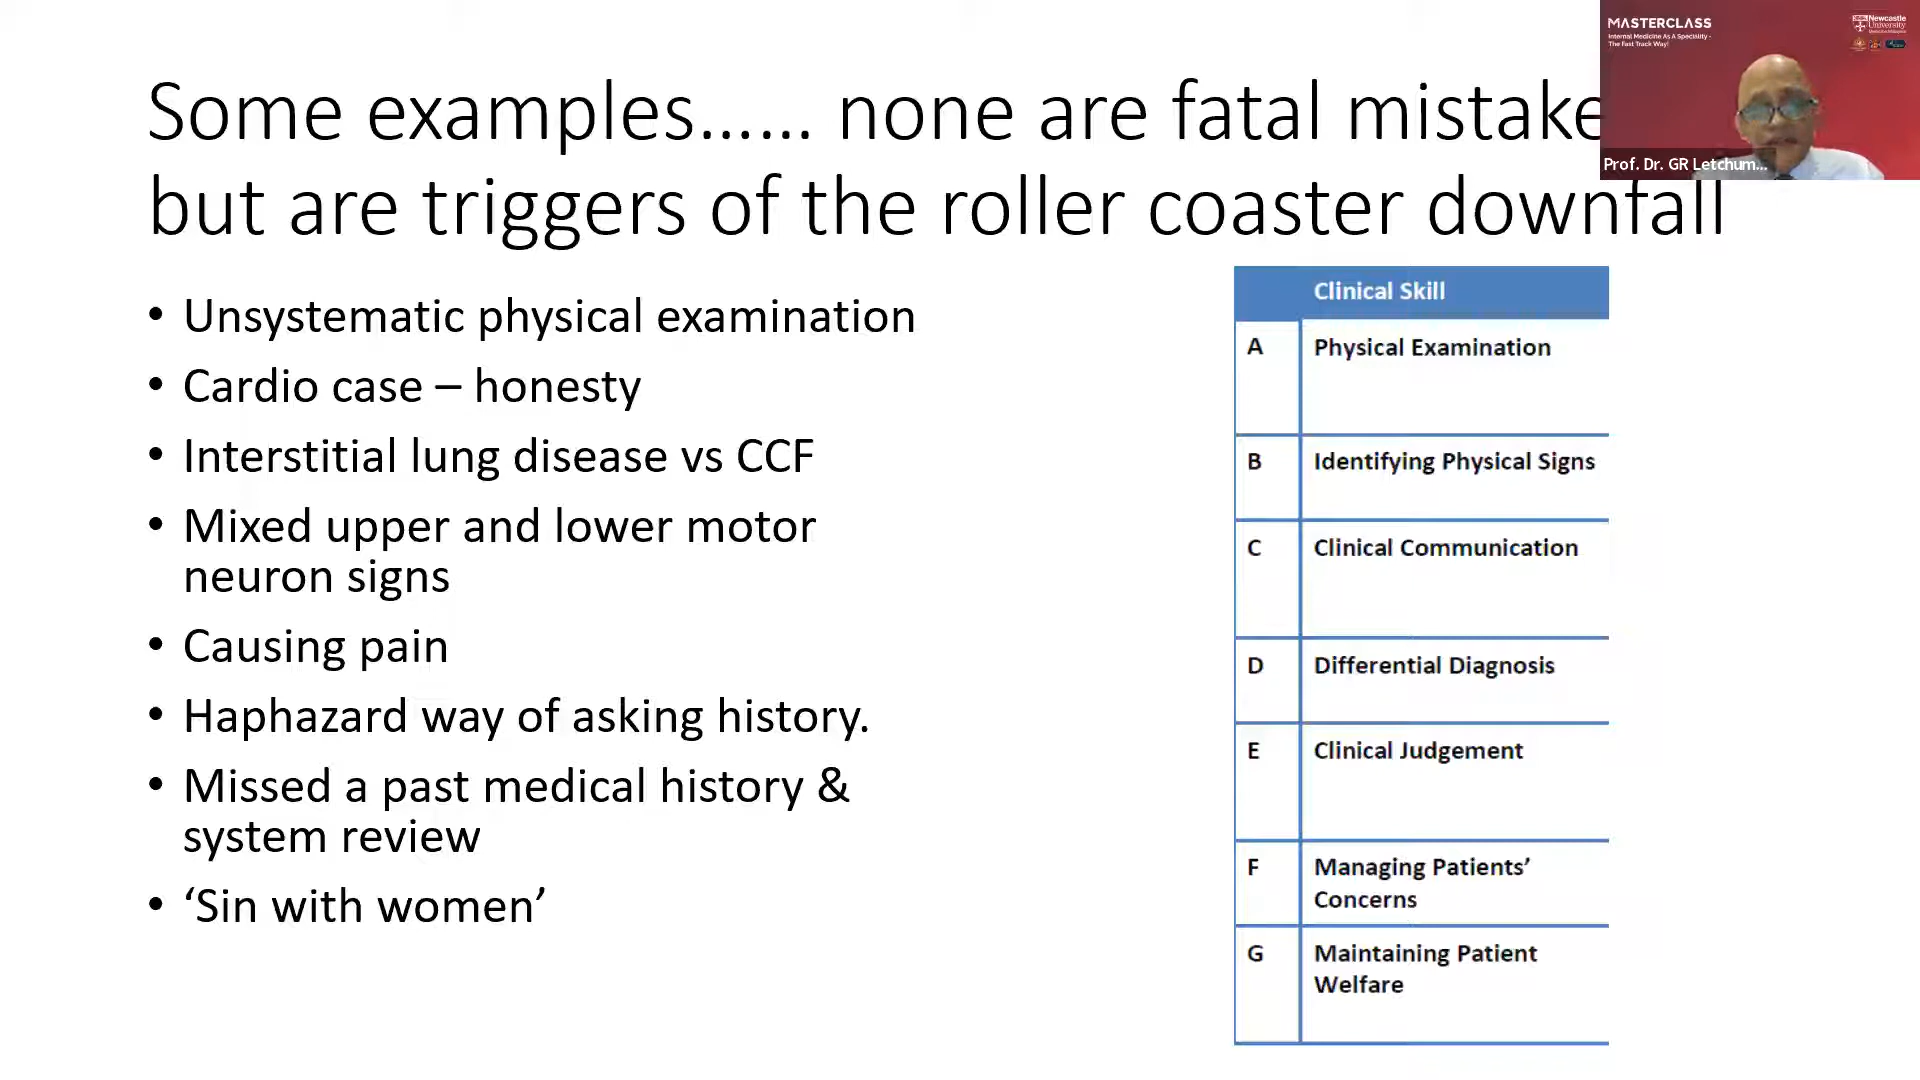 MASTERCLASS
Internal Medicine As A Speciality -
The Fast Track Way!
Newcastle
University
Prof. Dr. GR Letchum...
Some examples...... none are fatal mistake
but are triggers of the roller coaster downfall
• Unsystematic physical examination
• Cardio case – honesty
• Interstitial lung disease vs CCF
• Mixed upper and lower motor
neuron signs
• Causing pain
• Haphazard way of asking history.
• Missed a past medical history &
system review
• ‘Sin with women’
Clinical Skill
A Physical Examination
B Identifying Physical Signs
C Clinical Communication
D Differential Diagnosis
E Clinical Judgement
F Managing Patients’
Concerns
G Maintaining Patient
Welfare